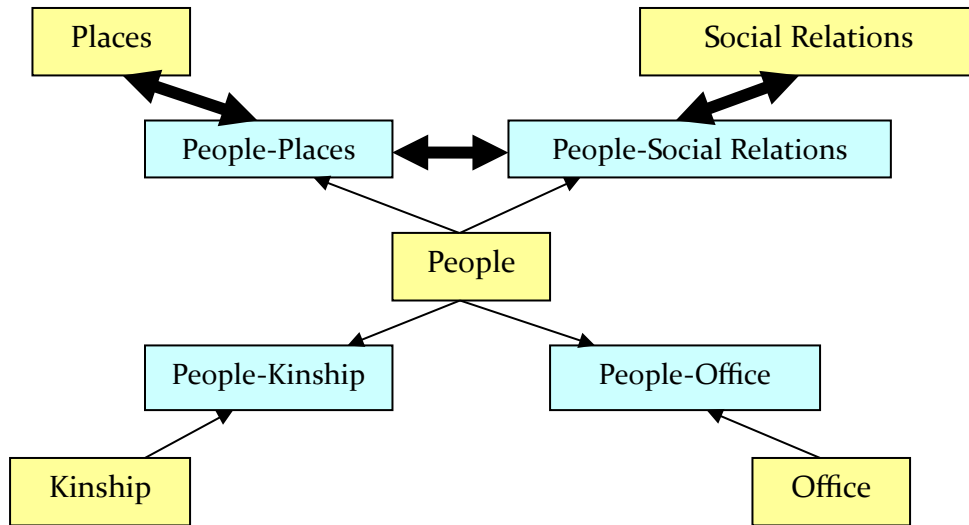 Places
Social Relations
People-Places
People-Social Relations
People
People-Kinship
People-Office
Kinship
Office